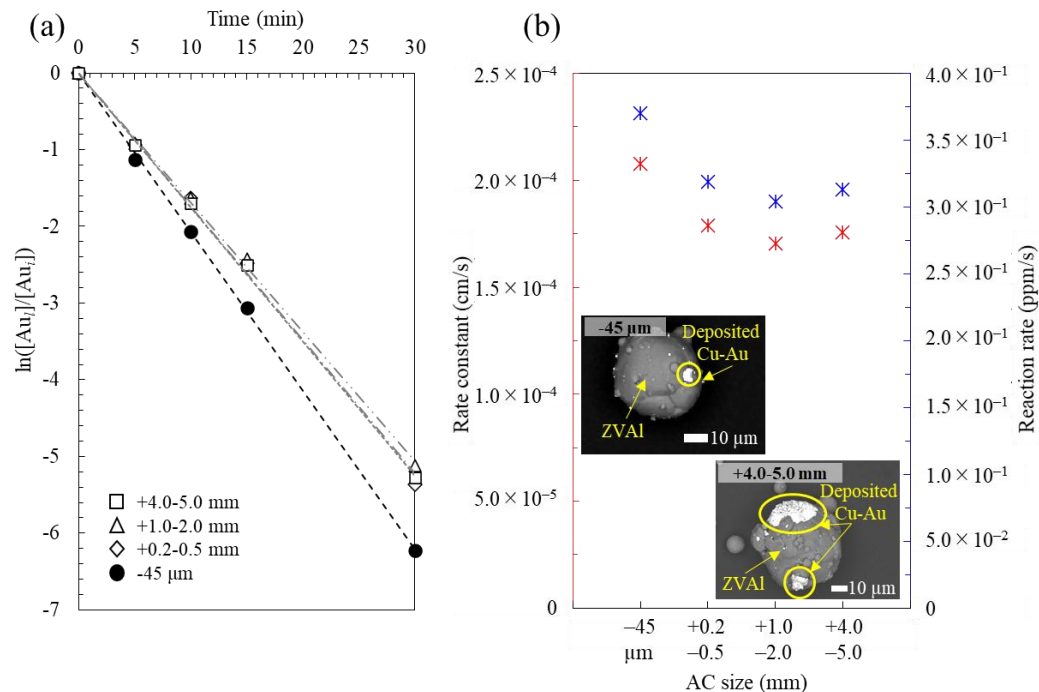 (a)
Time (min)
0 5 10 15 20 25 30
0
-1
-2
-3
-4
-5
-6
-7
ln([Auₜ]/[Auᵢ])
+4.0-5.0 mm
+1.0-2.0 mm
+0.2-0.5 mm
-45 µm
(b)
2.5 × 10⁻⁴
2.0 × 10⁻⁴
1.5 × 10⁻⁴
1.0 × 10⁻⁴
5.0 × 10⁻⁵
0
Rate constant (cm/s)
-45 µm
Deposited
Cu-Au
ZVAl
10 µm
+4.0-5.0 mm
Deposited
Cu-Au
ZVAl
10 µm
4.0 × 10⁻¹
3.5 × 10⁻¹
3.0 × 10⁻¹
2.5 × 10⁻¹
2.0 × 10⁻¹
1.5 × 10⁻¹
1.0 × 10⁻¹
5.0 × 10⁻²
0
Reaction rate (ppm/s)
–45 +0.2 +1.0 +4.0
µm –0.5 –2.0 –5.0
AC size (mm)